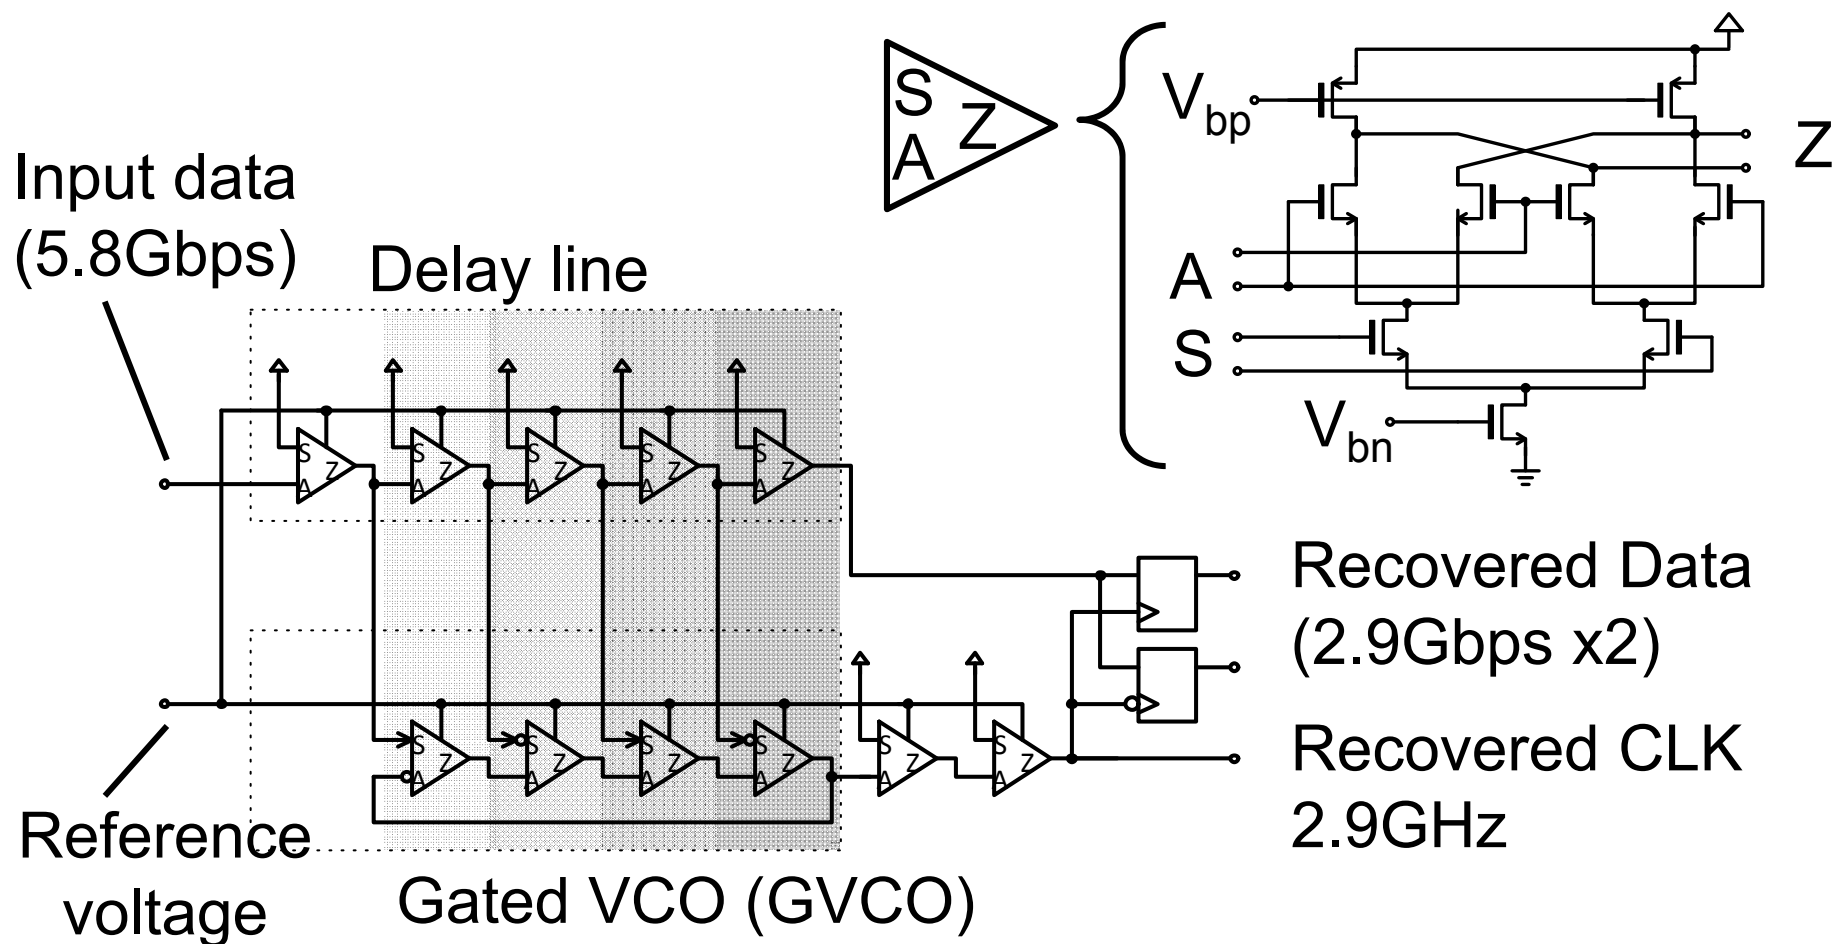 S
A
Z
V
bp
Z
A
S
V
bn
Input data
(5.8Gbps)
Delay line
S
A
Z
S
A
Z
S
A
Z
S
A
Z
S
A
Z
Recovered Data
(2.9Gbps x2)
S
A
Z
S
A
Z
S
A
Z
S
A
Z
S
A
Z
S
A
Z
Recovered CLK
2.9GHz
Reference
voltage
Gated VCO (GVCO)